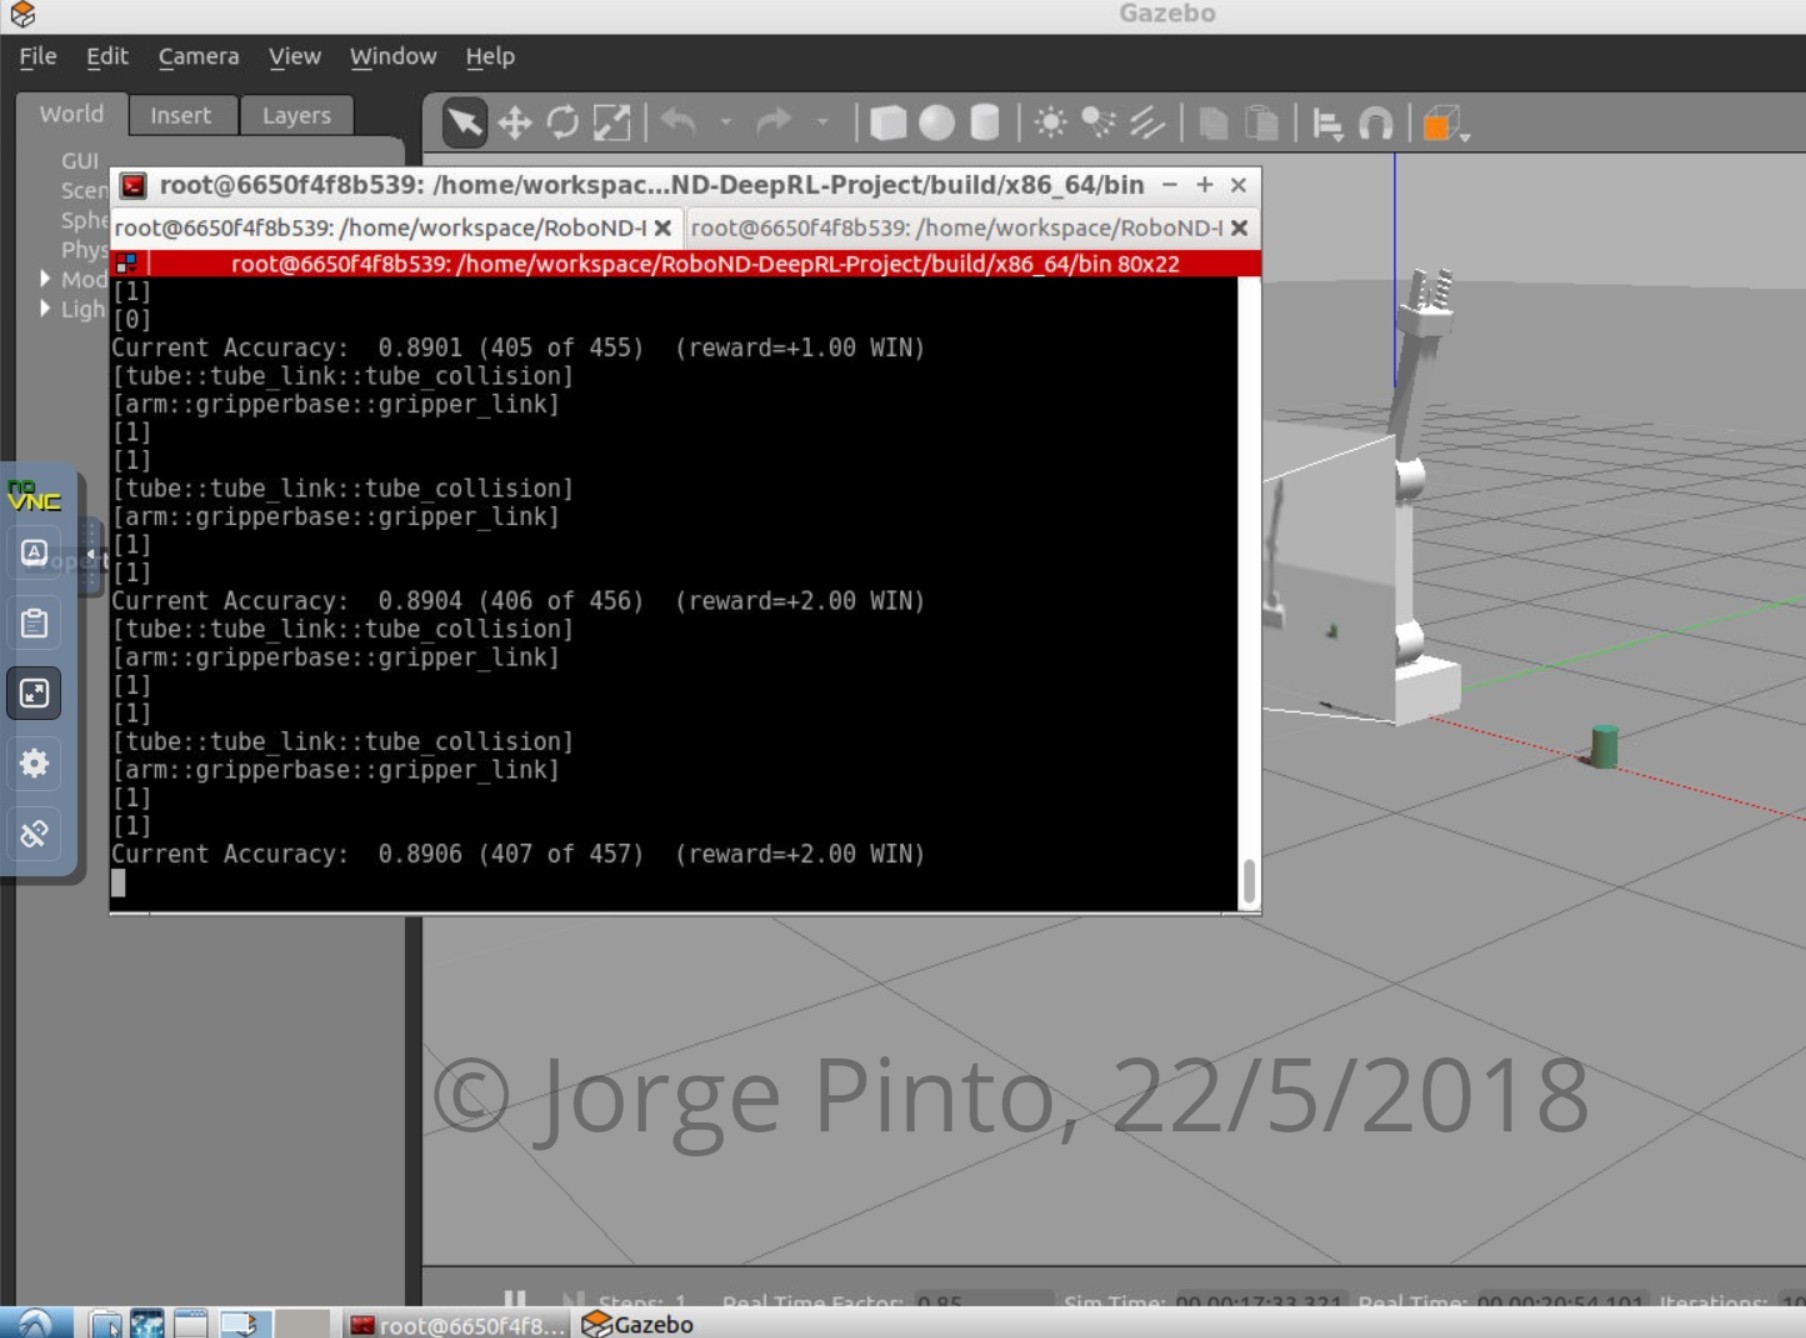 Gazebo
File Edit Camera View Window Help
World Insert Layers
GUI
Scen
Sphe
Phys
Mod
Ligh
root@6650f4f8b539: /home/workspac...ND-DeepRL-Project/build/x86_64/bin
root@6650f4f8b539: /home/workspace/RoboND-I root@6650f4f8b539: /home/workspace/RoboND-I
root@6650f4f8b539: /home/workspace/RoboND-DeepRL-Project/build/x86_64/bin 80x22
[1]
[0]
Current Accuracy:  0.8901 (405 of 455)  (reward=+1.00 WIN)
[tube::tube_link::tube_collision]
[arm::gripperbase::gripper_link]
[1]
[1]
[tube::tube_link::tube_collision]
[arm::gripperbase::gripper_link]
[1]
[1]
Current Accuracy:  0.8904 (406 of 456)  (reward=+2.00 WIN)
[tube::tube_link::tube_collision]
[arm::gripperbase::gripper_link]
[1]
[1]
[tube::tube_link::tube_collision]
[arm::gripperbase::gripper_link]
[1]
[1]
Current Accuracy:  0.8906 (407 of 457)  (reward=+2.00 WIN)
no
VNC
A
© Jorge Pinto, 22/5/2018
Steps: 1 Real Time Factor: 0.85 Sim Time: 00 00:17:33.321 Real Time: 00 00:20:54.101 Iterations:
root@6650f4f8... Gazebo